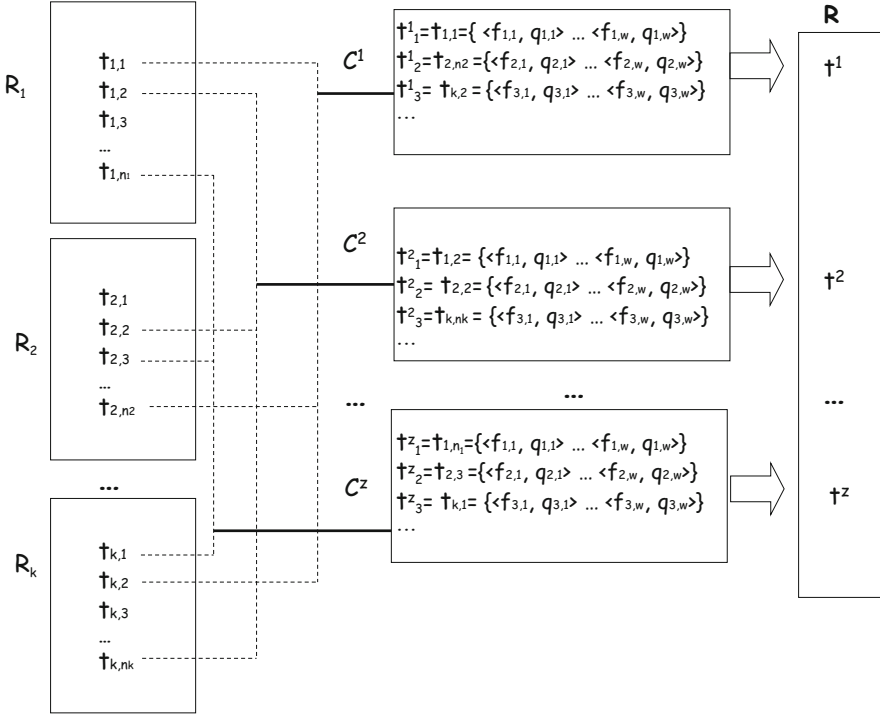 R₁
t₁,₁
t₁,₂
t₁,₃
...
t₁,ₙ₁
R₂
t₂,₁
t₂,₂
t₂,₃
...
t₂,ₙ₂
...
Rₖ
tₖ,₁
tₖ,₂
tₖ,₃
...
tₖ,ₙₖ
C¹
t¹₁=t₁,₁={ <f₁,₁, q₁,₁> ... <f₁,w, q₁,w>}
t¹₂=t₂,ₙ₂ ={<f₂,₁, q₂,₁> ... <f₂,w, q₂,w>}
t¹₃= tₖ,₂ ={<f₃,₁, q₃,₁> ... <f₃,w, q₃,w>}
...
C²
t²₁=t₁,₂= {<f₁,₁, q₁,₁> ... <f₁,w, q₁,w>}
t²₂= t₂,₂= {<f₂,₁, q₂,₁> ... <f₂,w, q₂,w>}
t²₃=tₖ,ₙₖ = {<f₃,₁, q₃,₁> ... <f₃,w, q₃,w>}
...
... ...
Cᶻ
tᶻ₁=t₁,ₙ₁={<f₁,₁, q₁,₁> ... <f₁,w, q₁,w>}
tᶻ₂=t₂,₃ ={<f₂,₁, q₂,₁> ... <f₂,w, q₂,w>}
tᶻ₃= tₖ,₁= {<f₃,₁, q₃,₁> ... <f₃,w, q₃,w>}
...
R
t¹
t²
...
tᶻ